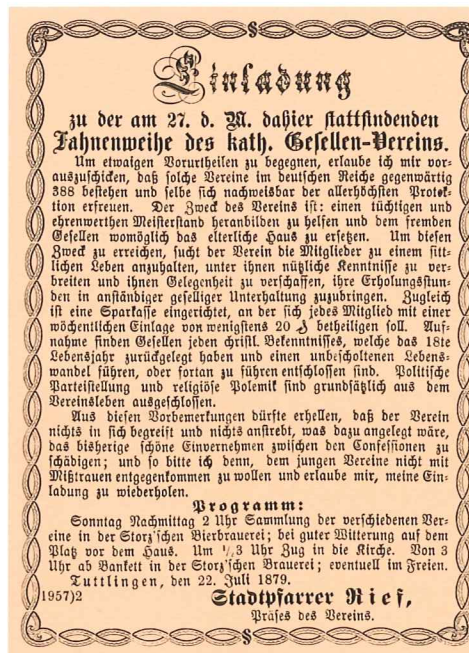 Einladung
zu der am 27. d. M. dahier stattfindenden
Fahnenweihe des kath. Gesellen-Vereins.
Um etwaigen Vorurtheilen zu begegnen, erlaube ich mir vor-
auszuschicken, daß solche Vereine im deutschen Reiche gegenwärtig
388 bestehen und selbe sich nachweisbar der allerhöchsten Protek-
tion erfreuen. Der Zweck des Vereins ist: einen tüchtigen und
ehrenwerthen Meisterstand heranbilden zu helfen und dem fremden
Gesellen womöglich das elterliche Haus zu ersetzen. Um diesen
Zweck zu erreichen, sucht der Verein die Mitglieder zu einem sitt-
lichen Leben anzuhalten, unter ihnen nützliche Kenntnisse zu ver-
breiten und ihnen Gelegenheit zu verschaffen, ihre Erholungsstun-
den in anständiger geselliger Unterhaltung zuzubringen. Zugleich
ist eine Sparkasse eingerichtet, an der sich jedes Mitglied mit einer
wöchentlichen Einlage von wenigstens 20 ₰ betheiligen soll. Auf-
nahme finden Gesellen jeden christl. Bekenntnisses, welche das 18te
Lebensjahr zurückgelegt haben und einen unbescholtenen Lebens-
wandel führen, oder fortan zu führen entschlossen sind. Politische
Parteistellung und religiöse Polemik sind grundsätzlich aus dem
Vereinsleben ausgeschlossen.
Aus diesen Vorbemerkungen dürfte erhellen, daß der Verein
nichts in sich begreift und nichts anstrebt, was dazu angelegt wäre,
das bisherige schöne Einvernehmen zwischen den Confessionen zu
schädigen; und so bitte ich denn, dem jungen Vereine nicht mit
Mißtrauen entgegenkommen zu wollen und erlaube mir, meine Ein-
ladung zu wiederholen.
Programm:
Sonntag Nachmittag 2 Uhr Sammlung der verschiedenen Ver-
eine in der Storz'schen Bierbrauerei; bei guter Witterung auf dem
Platz vor dem Haus. Um ½3 Uhr Zug in die Kirche. Von 3
Uhr ab Bankett in der Storz'schen Brauerei; eventuell im Freien.
Tuttlingen, den 22. Juli 1879.
1957)2 Stadtpfarrer Rief,
Präses des Vereins.